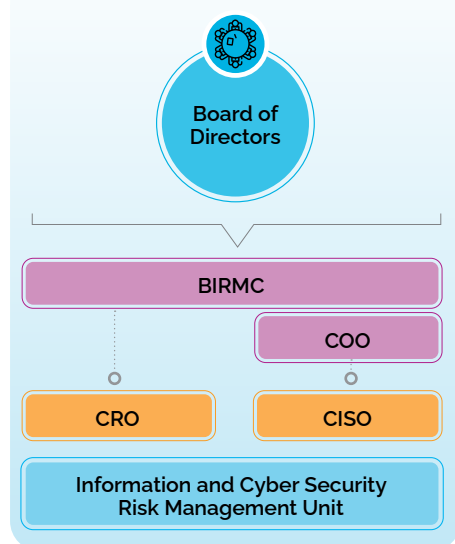 Board of
Directors
BIRMC
COO
CRO
CISO
Information and Cyber Security
Risk Management Unit